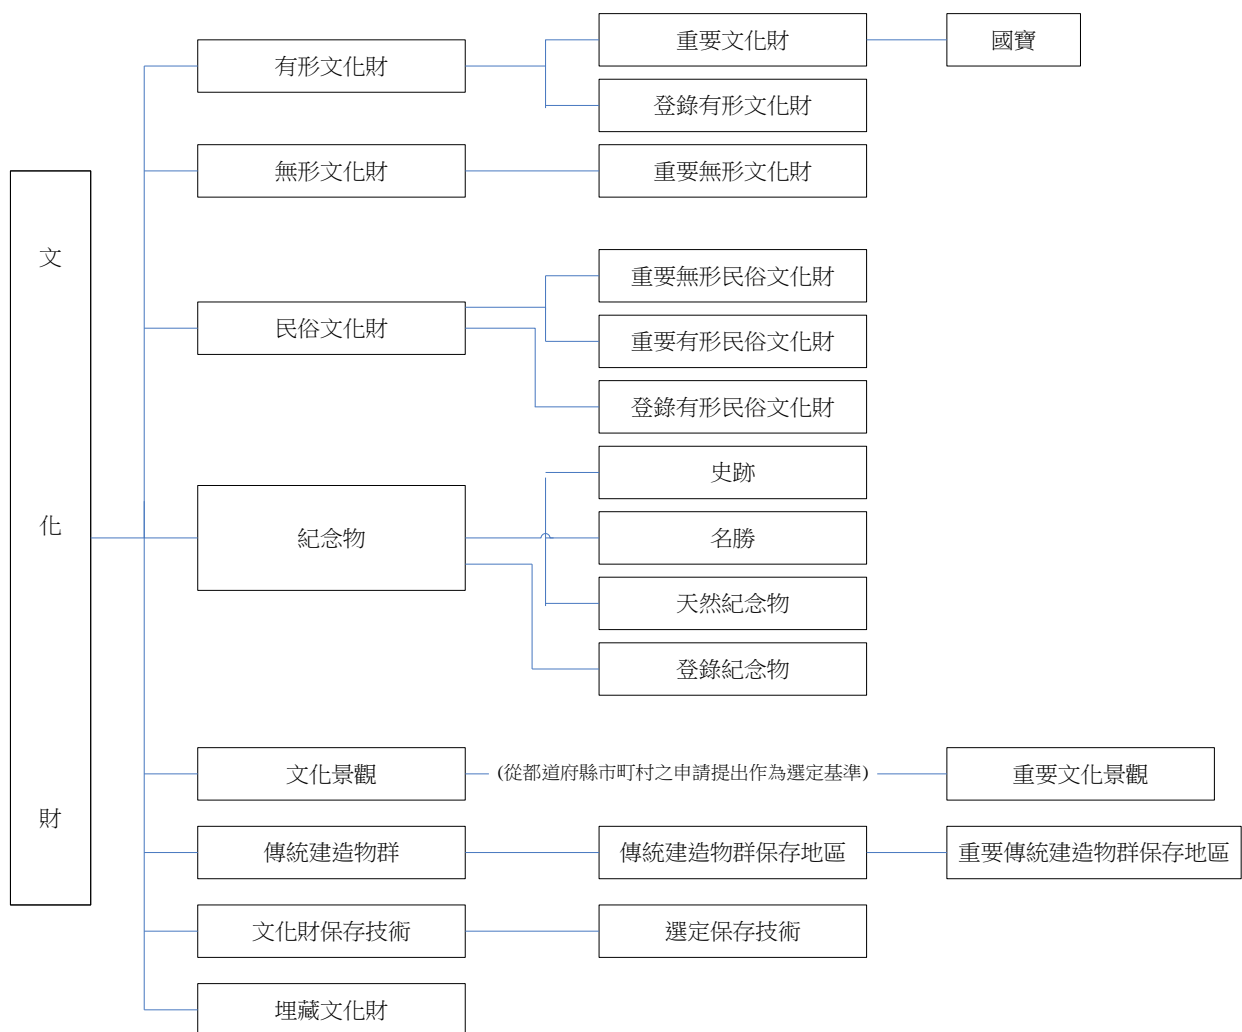 文化財
有形文化財
重要文化財
國寶
登錄有形文化財
無形文化財
重要無形文化財
民俗文化財
重要無形民俗文化財
重要有形民俗文化財
登錄有形民俗文化財
紀念物
史跡
名勝
天然紀念物
登錄紀念物
文化景觀
(從都道府縣市町村之申請提出作為選定基準)
重要文化景觀
傳統建造物群
傳統建造物群保存地區
重要傳統建造物群保存地區
文化財保存技術
選定保存技術
埋藏文化財